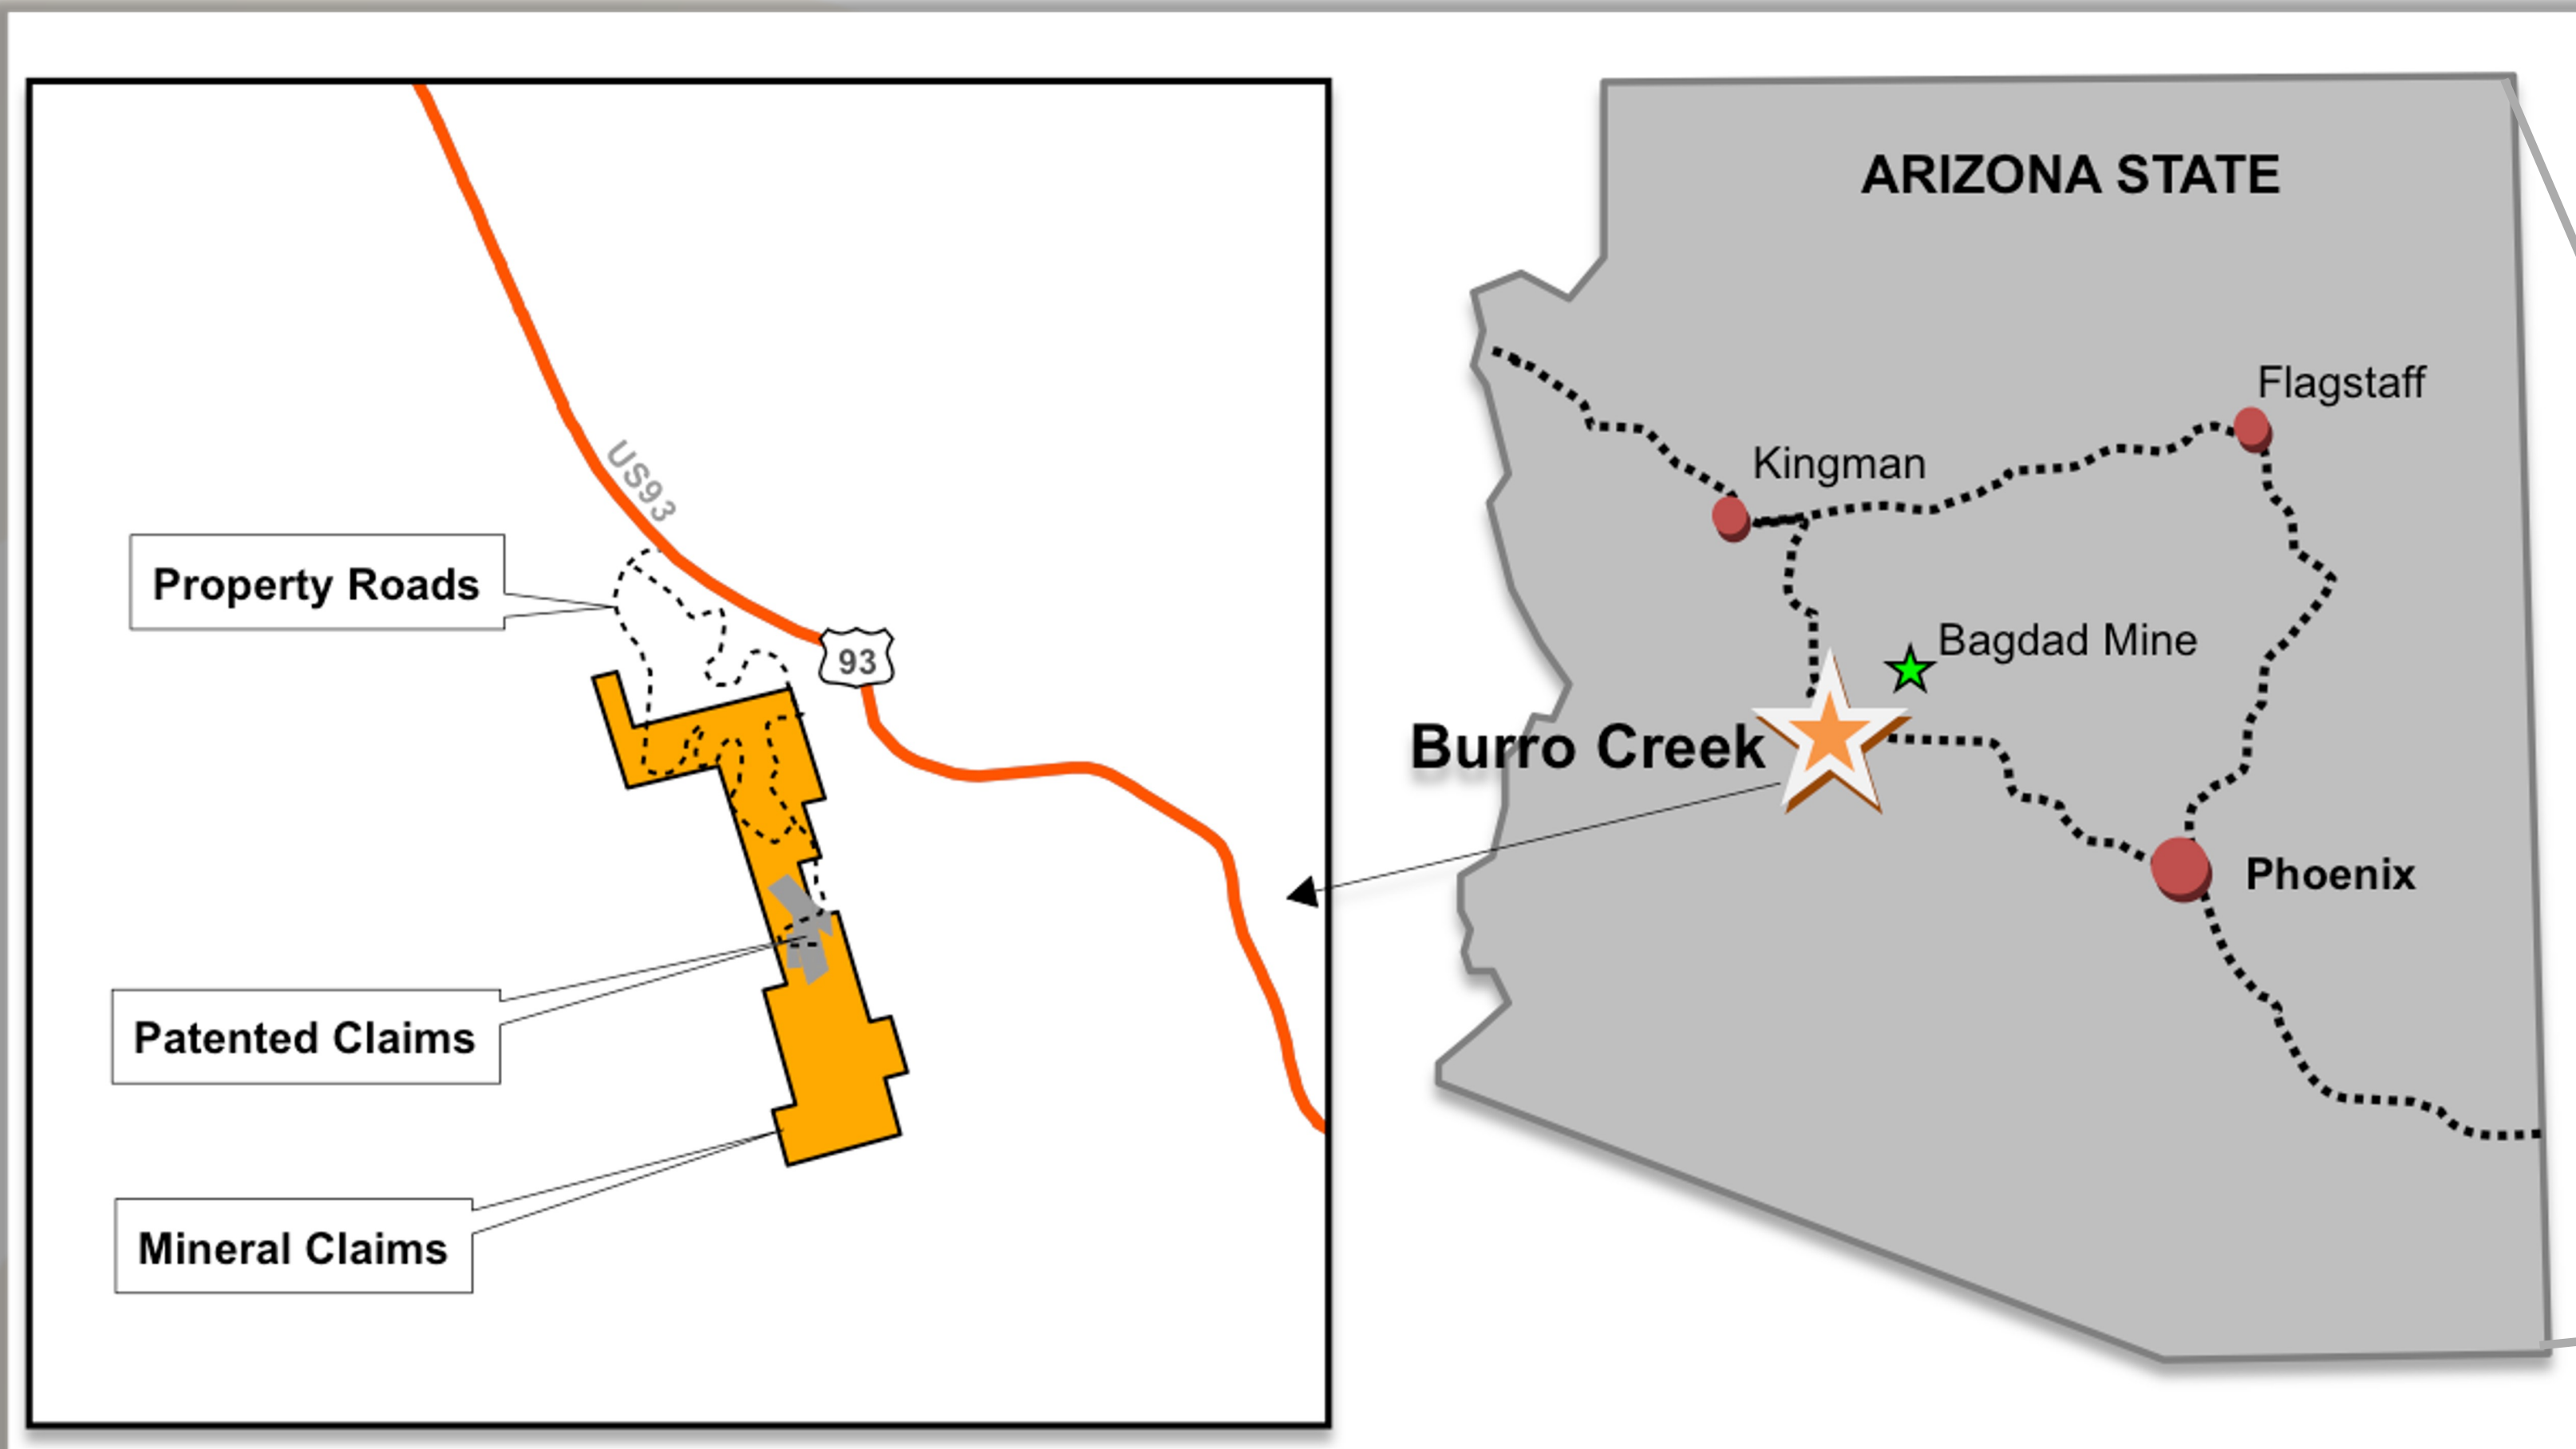 US93
Property Roads
93
Patented Claims
Mineral Claims
ARIZONA STATE
Flagstaff
Kingman
Bagdad Mine
Burro Creek
Phoenix